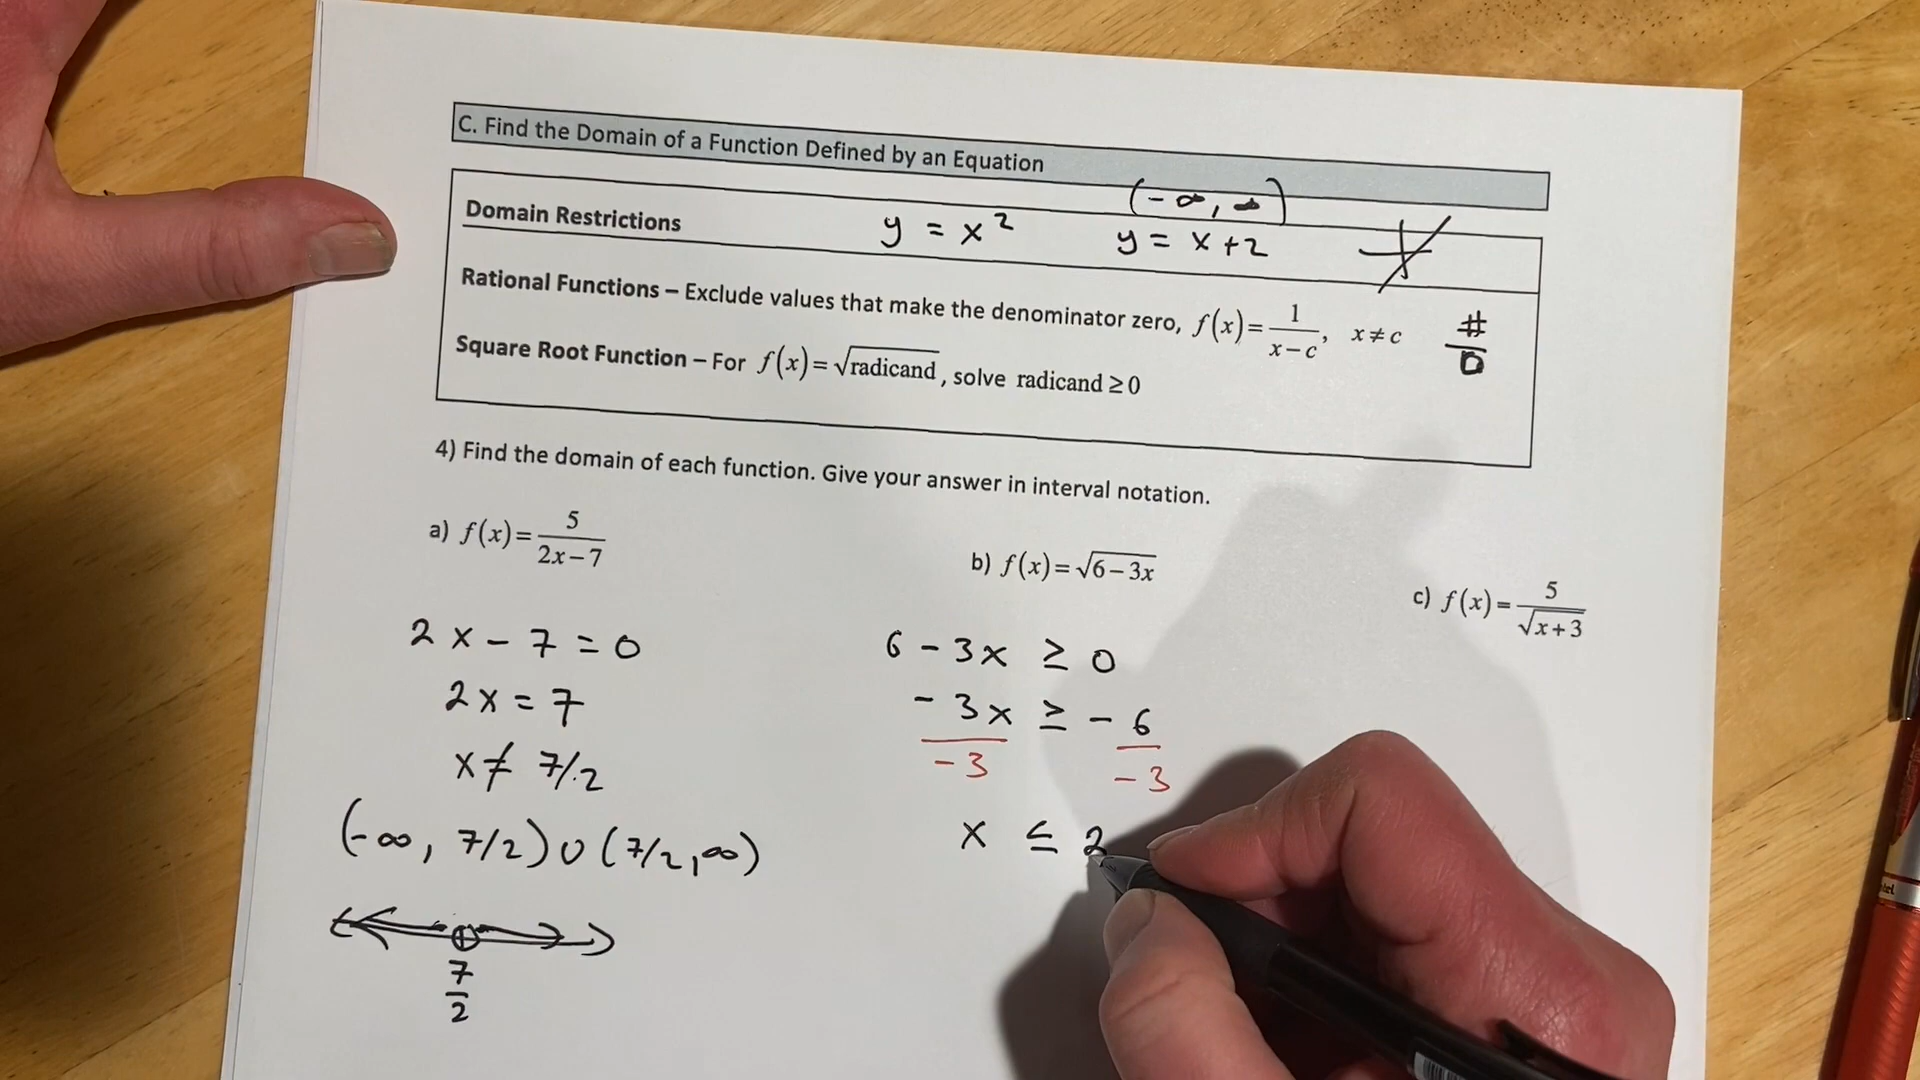 C. Find the Domain of a Function Defined by an Equation
(-∞, ∞)
Domain Restrictions y = x² y = x+2
Rational Functions – Exclude values that make the denominator zero, f(x)= 1/(x−c), x≠c #/0
Square Root Function – For f(x)=√radicand, solve radicand ≥ 0
4) Find the domain of each function. Give your answer in interval notation.
a) f(x)= 5/(2x−7)
b) f(x)=√(6−3x)
c) f(x)= 5/√(x+3)
2x - 7 = 0
2x = 7
x ≠ 7/2
(-∞, 7/2) ∪ (7/2, ∞)
7/2
6 - 3x ≥ 0
-3x ≥ -6
-3 -3
x ≤ 2